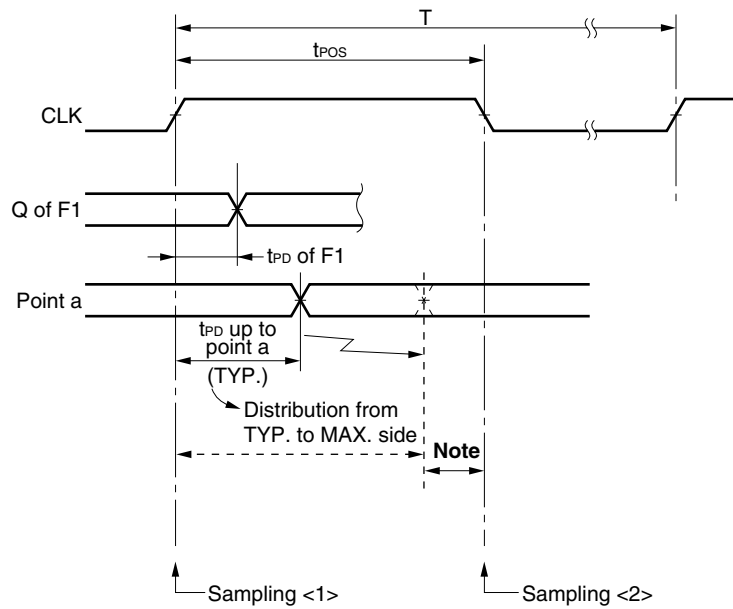 T
tPOS
CLK
Q of F1
tPD of F1
Point a
tPD up to
point a
(TYP.)
Distribution from
TYP. to MAX. side
Note
Sampling <1>
Sampling <2>